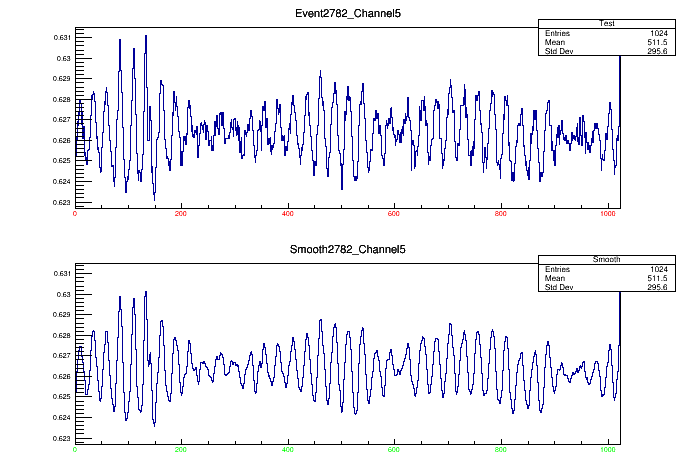 Event2782_Channel5
Test
Entries 1024
Mean 511.5
Std Dev 295.6
0.631
0.63
0.629
0.628
0.627
0.626
0.625
0.624
0.623
0 200 400 600 800 1000
Smooth2782_Channel5
Smooth
Entries 1024
Mean 511.5
Std Dev 295.6
0.631
0.63
0.629
0.628
0.627
0.626
0.625
0.624
0.623
0 200 400 600 800 1000